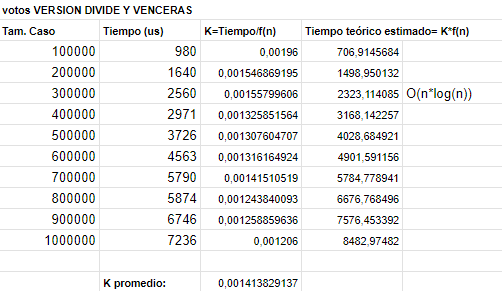 votos VERSION DIVIDE Y VENCERAS
Tam. Caso Tiempo (us) K=Tiempo/f(n) Tiempo teórico estimado= K*f(n)
100000 980 0,00196 706,9145684
200000 1640 0,001546869195 1498,950132
300000 2560 0,00155799606 2323,114085 O(n*log(n))
400000 2971 0,001325851564 3168,142257
500000 3726 0,001307604707 4028,684921
600000 4563 0,001316164924 4901,591156
700000 5790 0,00141510519 5784,778941
800000 5874 0,001243840093 6676,768496
900000 6746 0,001258859636 7576,453392
1000000 7236 0,001206 8482,97482
K promedio: 0,001413829137